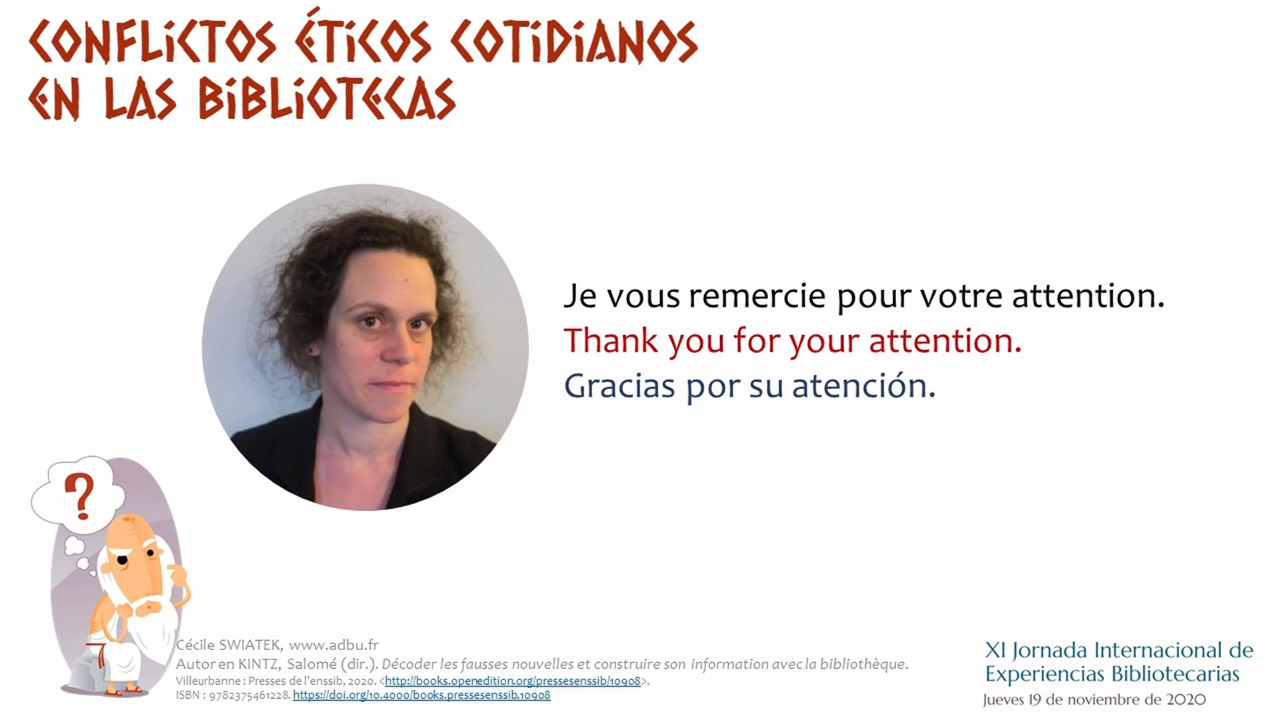 CONFLICTOS ÉTICOS COTIDIANOS
EN LAS BIBLIOTECAS
Je vous remercie pour votre attention.
Thank you for your attention.
Gracias por su atención.
?
Cécile SWIATEK, www.adbu.fr
Autor en KINTZ, Salomé (dir.). Décoder les fausses nouvelles et construire son information avec la bibliothèque.
Villeurbanne : Presses de l'enssib, 2020. <http://books.openedition.org/pressesenssib/10908>.
ISBN : 9782375461228. https://doi.org/10.4000/books.pressesenssib.10908
XI Jornada Internacional de
Experiencias Bibliotecarias
Jueves 19 de noviembre de 2020